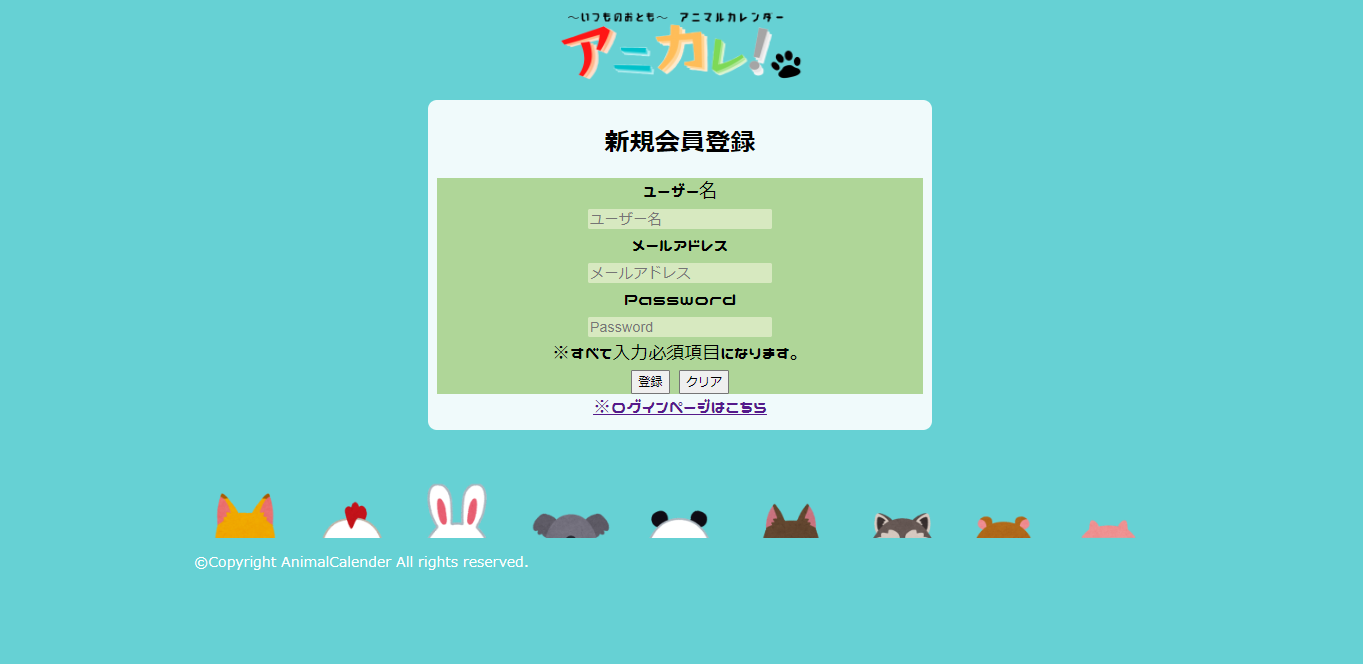 ～いつものおとも～ アニマルカレンダー
アニカレ!
新規会員登録
ユーザー名
ユーザー名
メールアドレス
メールアドレス
Password
Password
※すべて入力必須項目になります。
登録 クリア
※ログインページはこちら
©Copyright AnimalCalender All rights reserved.